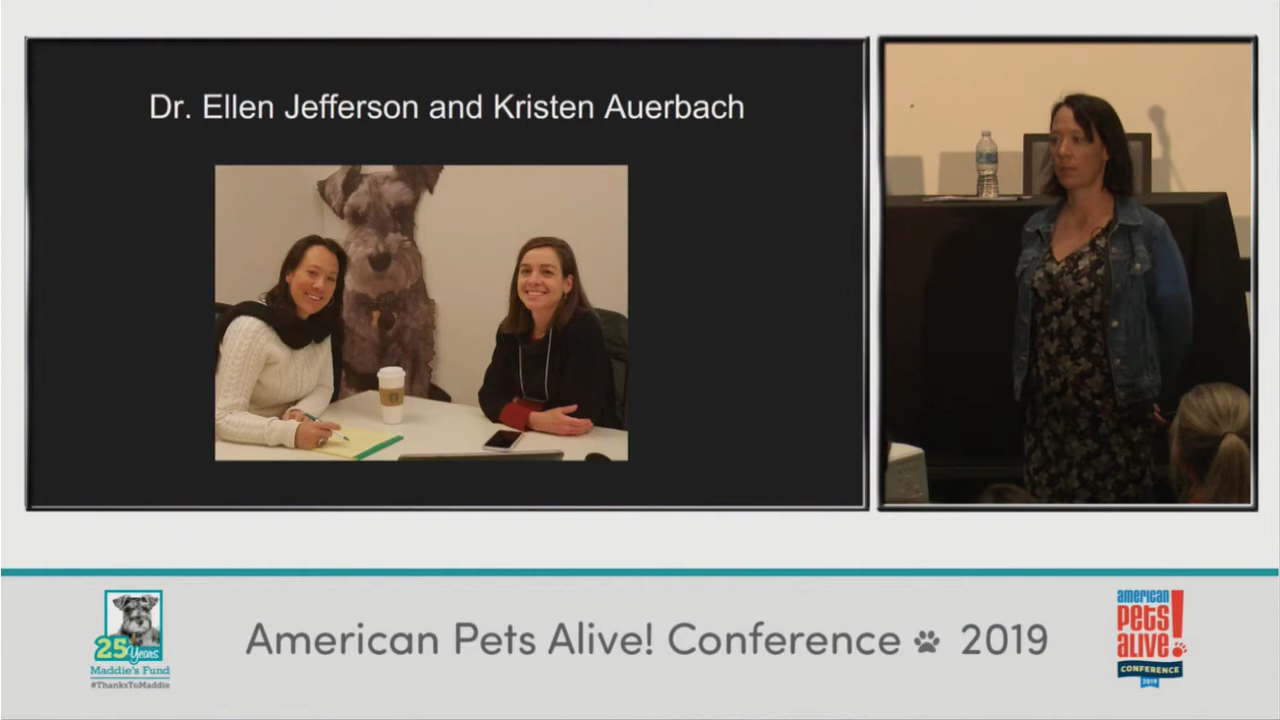 Dr. Ellen Jefferson and Kristen Auerbach
25 Years
Maddie's Fund
#ThanksToMaddie
American Pets Alive! Conference 2019
american
pets
alive!
CONFERENCE
2019